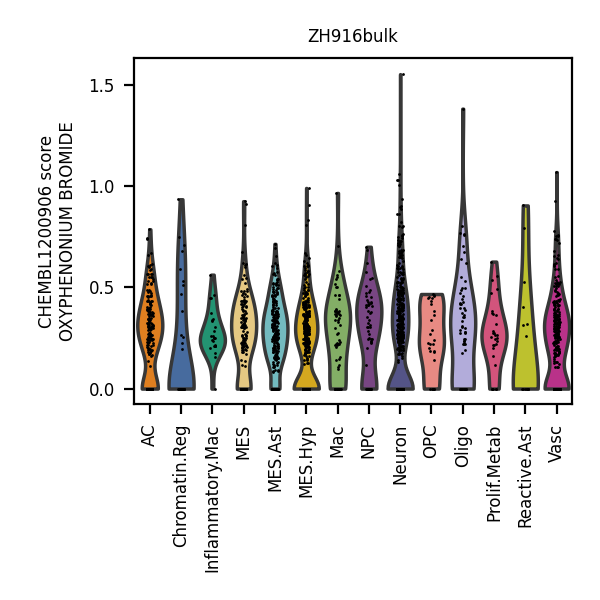 ZH916bulk
CHEMBL1200906 score
OXYPHENONIUM BROMIDE
1.5
1.0
0.5
0.0
AC
Chromatin.Reg
Inflammatory.Mac
MES
MES.Ast
MES.Hyp
Mac
NPC
Neuron
OPC
Oligo
Prolif.Metab
Reactive.Ast
Vasc